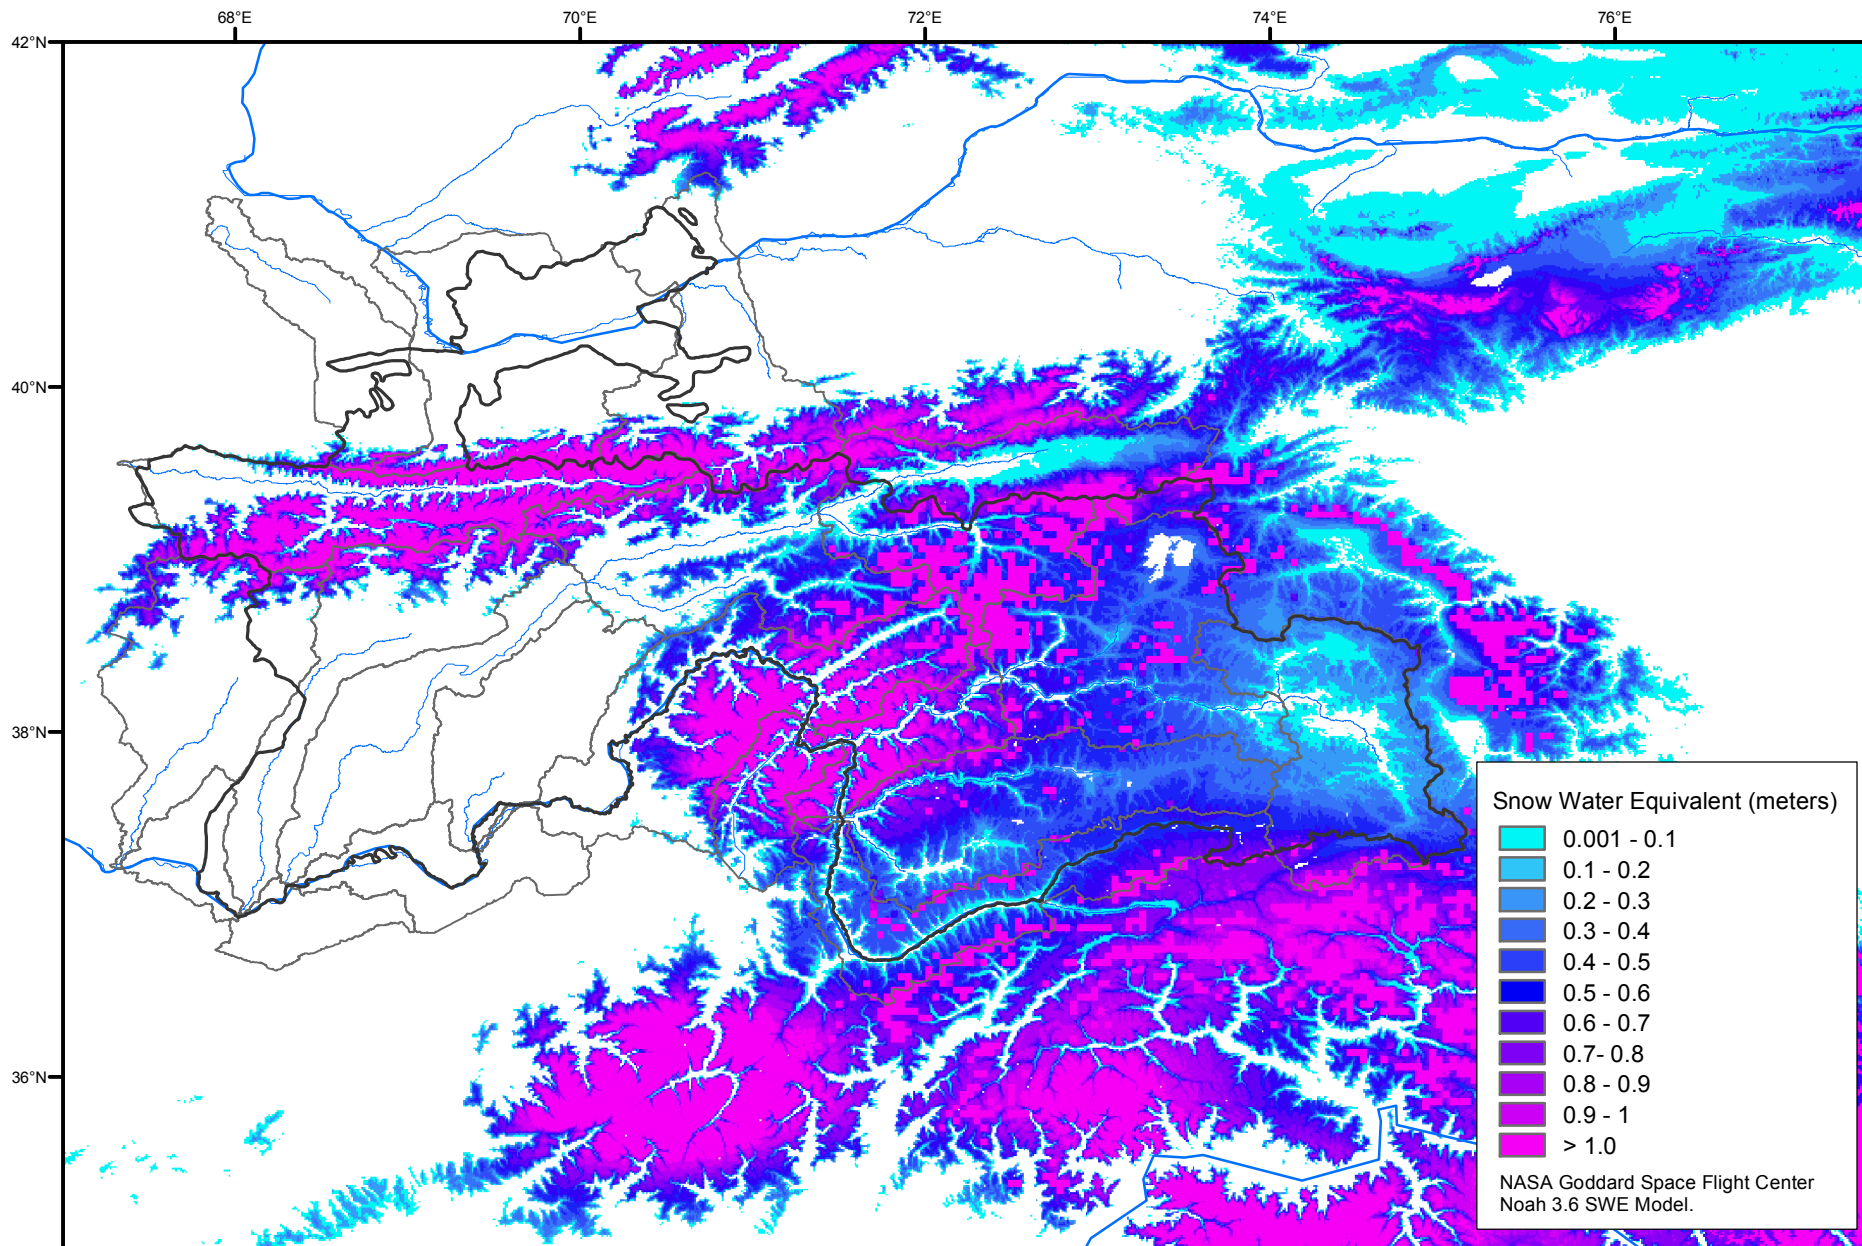 68°E 70°E 72°E 74°E 76°E
42°N
40°N
38°N
36°N
Snow Water Equivalent (meters)
0.001 - 0.1
0.1 - 0.2
0.2 - 0.3
0.3 - 0.4
0.4 - 0.5
0.5 - 0.6
0.6 - 0.7
0.7- 0.8
0.8 - 0.9
0.9 - 1
> 1.0
NASA Goddard Space Flight Center
Noah 3.6 SWE Model.